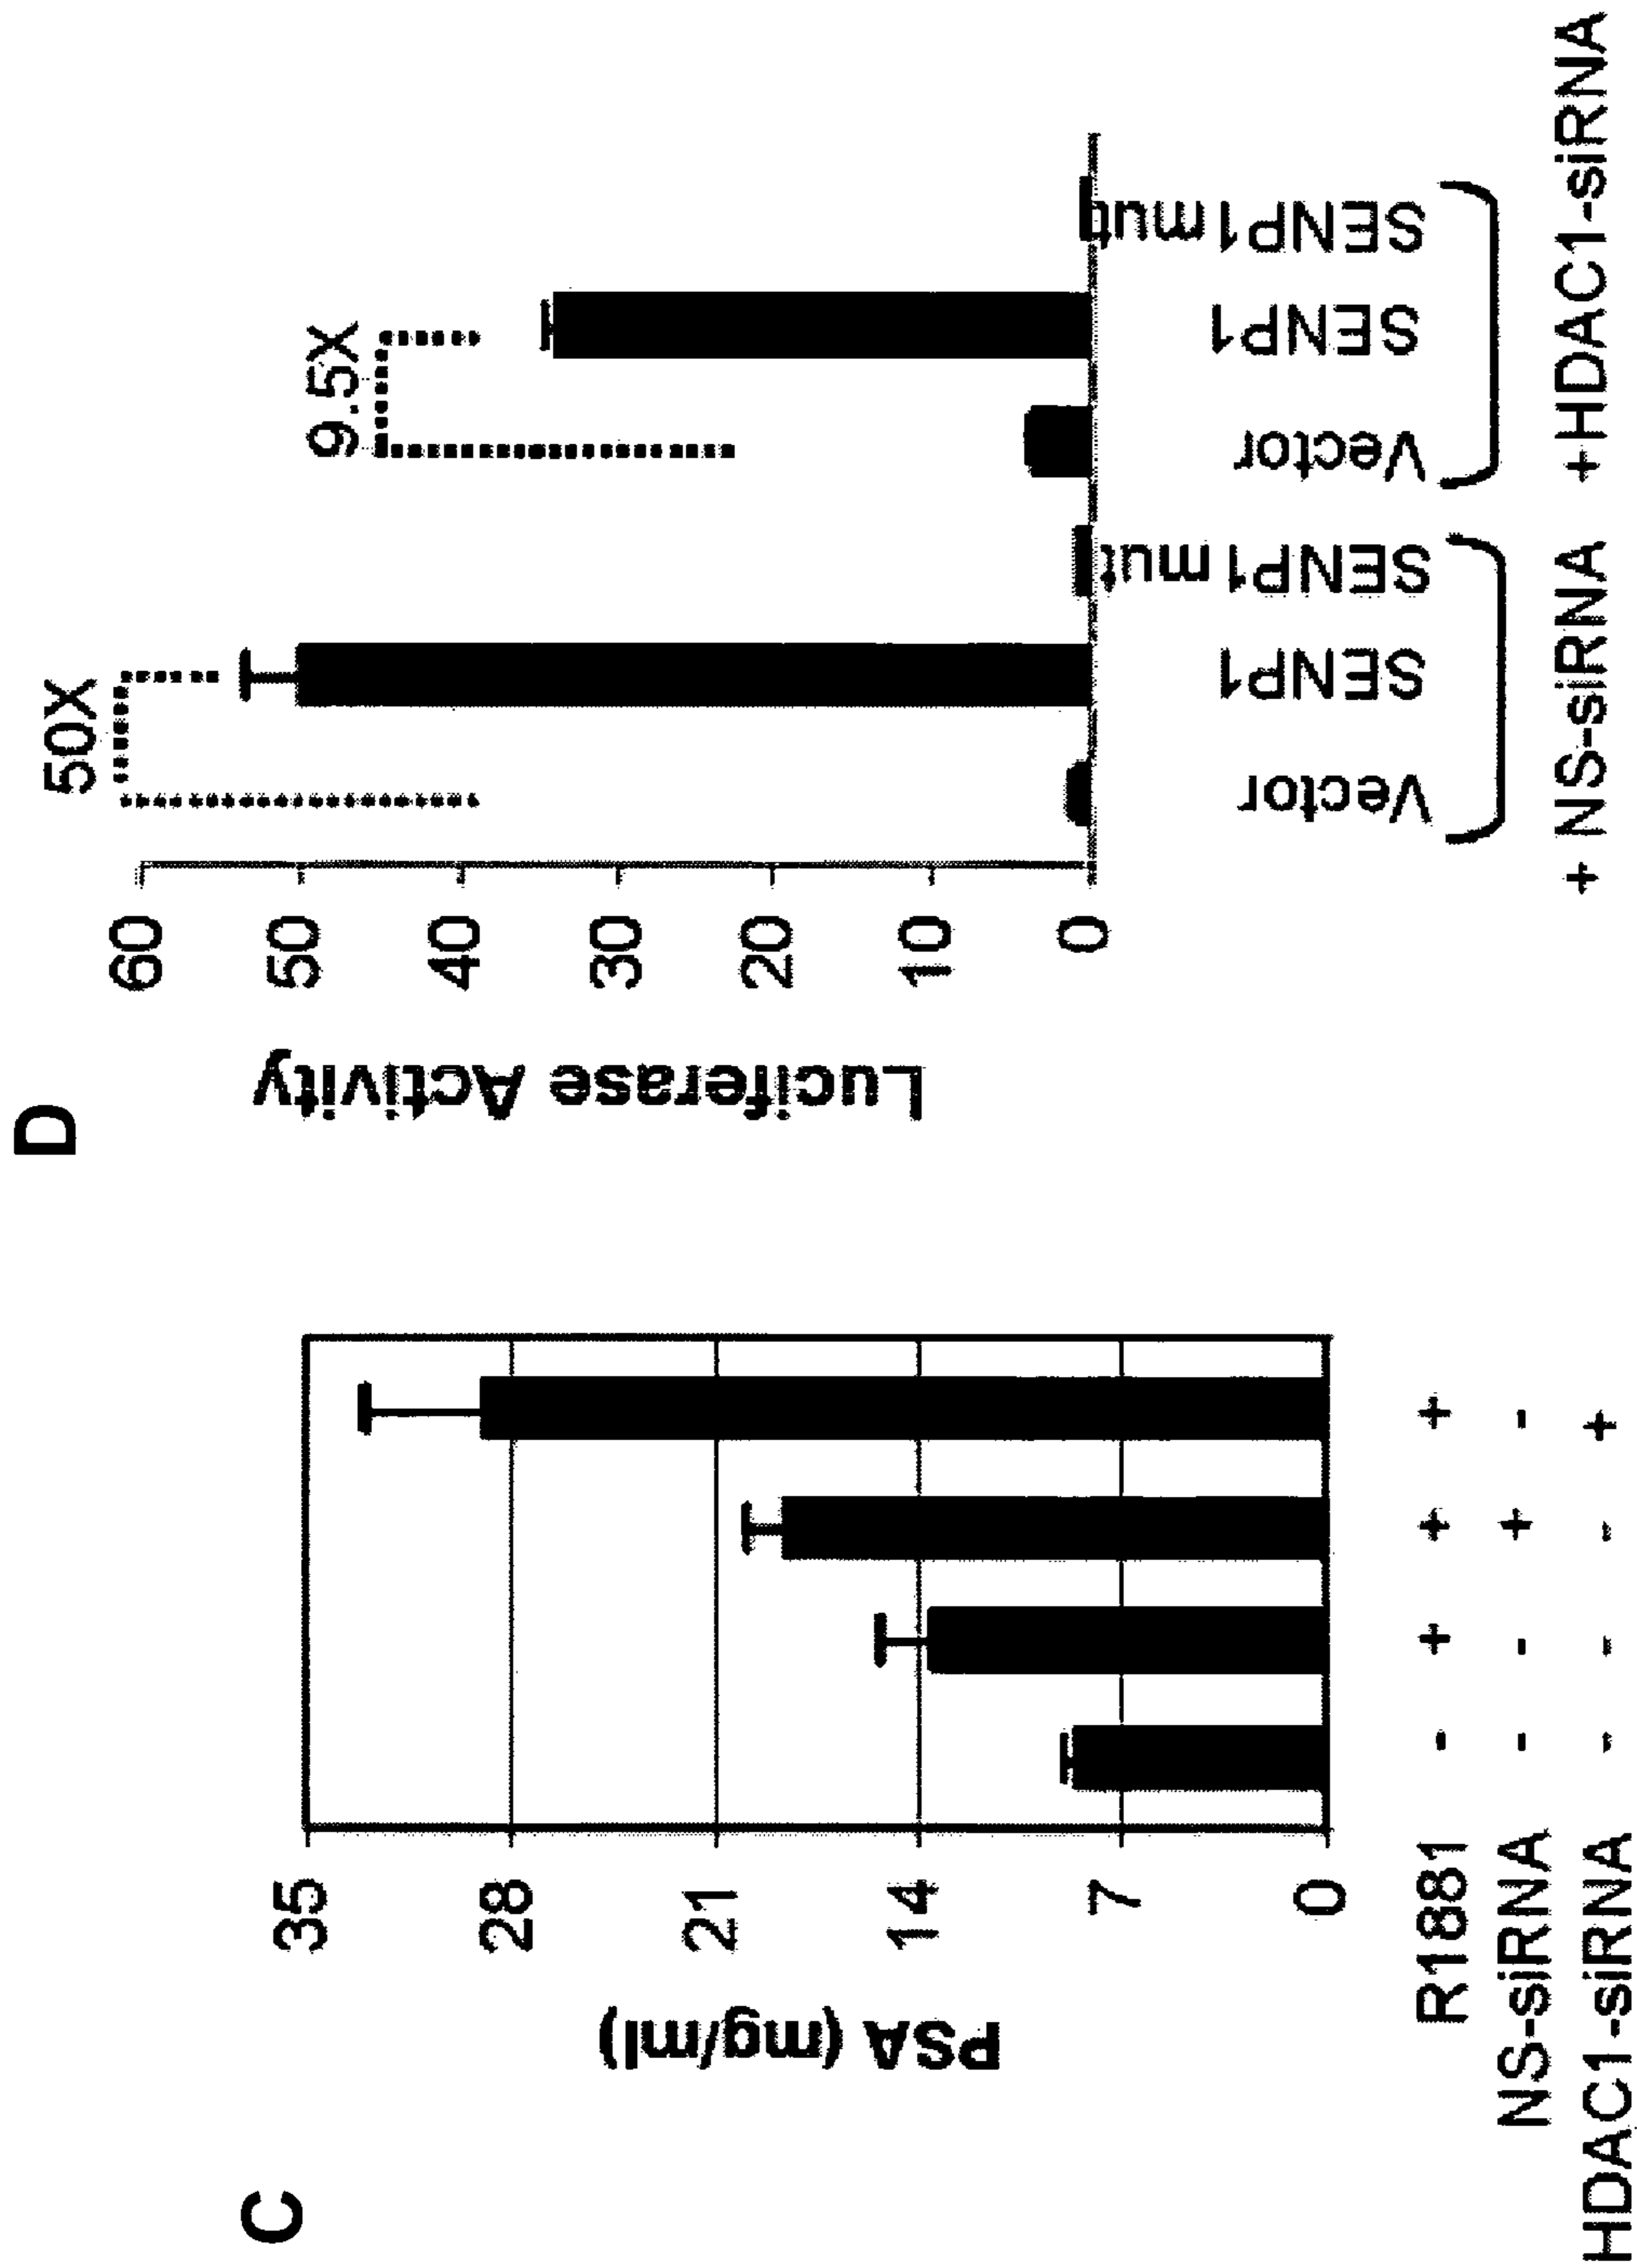 C
PSA (mg/ml)
35
28
21
14
7
0
R1881 - + + +
NS-siRNA - - + -
HDAC1-siRNA - - - +
D
Luciferase Activity
60
50
40
30
20
10
0
50X
9.5X
Vector
SENP1
SENP1mut
Vector
SENP1
SENP1mut
+ NS-siRNA
+HDAC1-siRNA